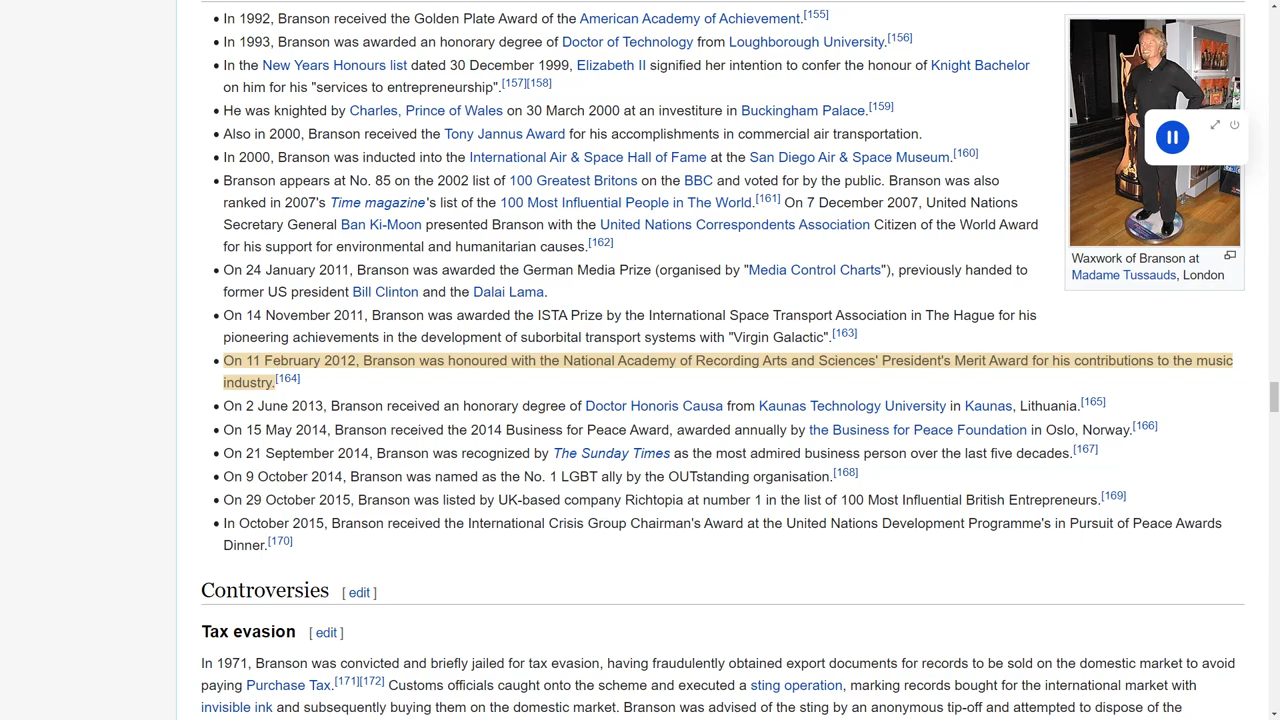 In 1992, Branson received the Golden Plate Award of the American Academy of Achievement.[155]
In 1993, Branson was awarded an honorary degree of Doctor of Technology from Loughborough University.[156]
In the New Years Honours list dated 30 December 1999, Elizabeth II signified her intention to confer the honour of Knight Bachelor
on him for his "services to entrepreneurship".[157][158]
He was knighted by Charles, Prince of Wales on 30 March 2000 at an investiture in Buckingham Palace.[159]
Also in 2000, Branson received the Tony Jannus Award for his accomplishments in commercial air transportation.
In 2000, Branson was inducted into the International Air & Space Hall of Fame at the San Diego Air & Space Museum.[160]
Branson appears at No. 85 on the 2002 list of 100 Greatest Britons on the BBC and voted for by the public. Branson was also
ranked in 2007's Time magazine's list of the 100 Most Influential People in The World.[161] On 7 December 2007, United Nations
Secretary General Ban Ki-Moon presented Branson with the United Nations Correspondents Association Citizen of the World Award
for his support for environmental and humanitarian causes.[162]
On 24 January 2011, Branson was awarded the German Media Prize (organised by "Media Control Charts"), previously handed to
former US president Bill Clinton and the Dalai Lama.
On 14 November 2011, Branson was awarded the ISTA Prize by the International Space Transport Association in The Hague for his
pioneering achievements in the development of suborbital transport systems with "Virgin Galactic".[163]
On 11 February 2012, Branson was honoured with the National Academy of Recording Arts and Sciences' President's Merit Award for his contributions to the music
industry.[164]
On 2 June 2013, Branson received an honorary degree of Doctor Honoris Causa from Kaunas Technology University in Kaunas, Lithuania.[165]
On 15 May 2014, Branson received the 2014 Business for Peace Award, awarded annually by the Business for Peace Foundation in Oslo, Norway.[166]
On 21 September 2014, Branson was recognized by The Sunday Times as the most admired business person over the last five decades.[167]
On 9 October 2014, Branson was named as the No. 1 LGBT ally by the OUTstanding organisation.[168]
On 29 October 2015, Branson was listed by UK-based company Richtopia at number 1 in the list of 100 Most Influential British Entrepreneurs.[169]
In October 2015, Branson received the International Crisis Group Chairman's Award at the United Nations Development Programme's in Pursuit of Peace Awards
Dinner.[170]
Waxwork of Branson at
Madame Tussauds, London
Controversies [ edit ]
Tax evasion [ edit ]
In 1971, Branson was convicted and briefly jailed for tax evasion, having fraudulently obtained export documents for records to be sold on the domestic market to avoid
paying Purchase Tax.[171][172] Customs officials caught onto the scheme and executed a sting operation, marking records bought for the international market with
invisible ink and subsequently buying them on the domestic market. Branson was advised of the sting by an anonymous tip-off and attempted to dispose of the